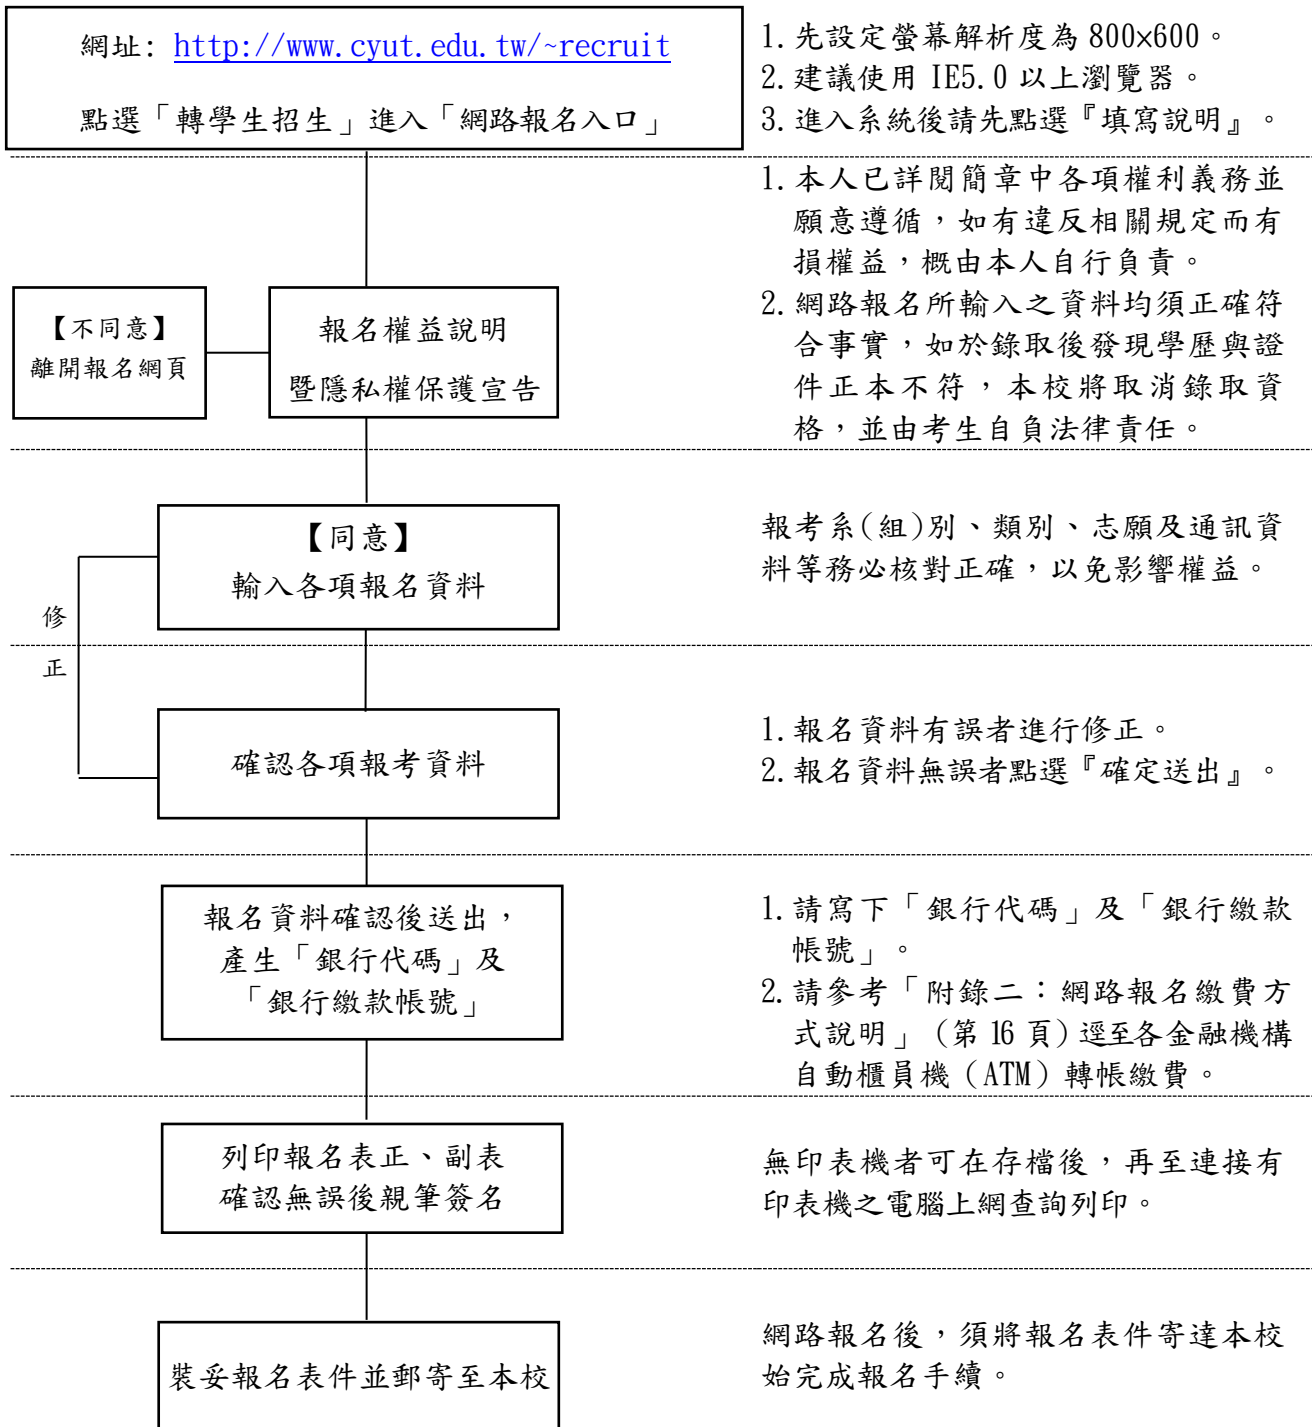 網址: http://www.cyut.edu.tw/~recruit
點選「轉學生招生」進入「網路報名入口」
1.先設定螢幕解析度為 800×600。
2.建議使用 IE5.0 以上瀏覽器。
3.進入系統後請先點選『填寫說明』。
【不同意】
離開報名網頁
報名權益說明
暨隱私權保護宣告
1.本人已詳閱簡章中各項權利義務並
願意遵循，如有違反相關規定而有
損權益，概由本人自行負責。
2.網路報名所輸入之資料均須正確符
合事實，如於錄取後發現學歷與證
件正本不符，本校將取消錄取資
格，並由考生自負法律責任。
【同意】
輸入各項報名資料
報考系(組)別、類別、志願及通訊資
料等務必核對正確，以免影響權益。
修
正
確認各項報考資料
1.報名資料有誤者進行修正。
2.報名資料無誤者點選『確定送出』。
報名資料確認後送出，
產生「銀行代碼」及
「銀行繳款帳號」
1.請寫下「銀行代碼」及「銀行繳款
帳號」。
2.請參考「附錄二：網路報名繳費方
式說明」(第 16 頁)逕至各金融機構
自動櫃員機（ATM）轉帳繳費。
列印報名表正、副表
確認無誤後親筆簽名
無印表機者可在存檔後，再至連接有
印表機之電腦上網查詢列印。
裝妥報名表件並郵寄至本校
網路報名後，須將報名表件寄達本校
始完成報名手續。